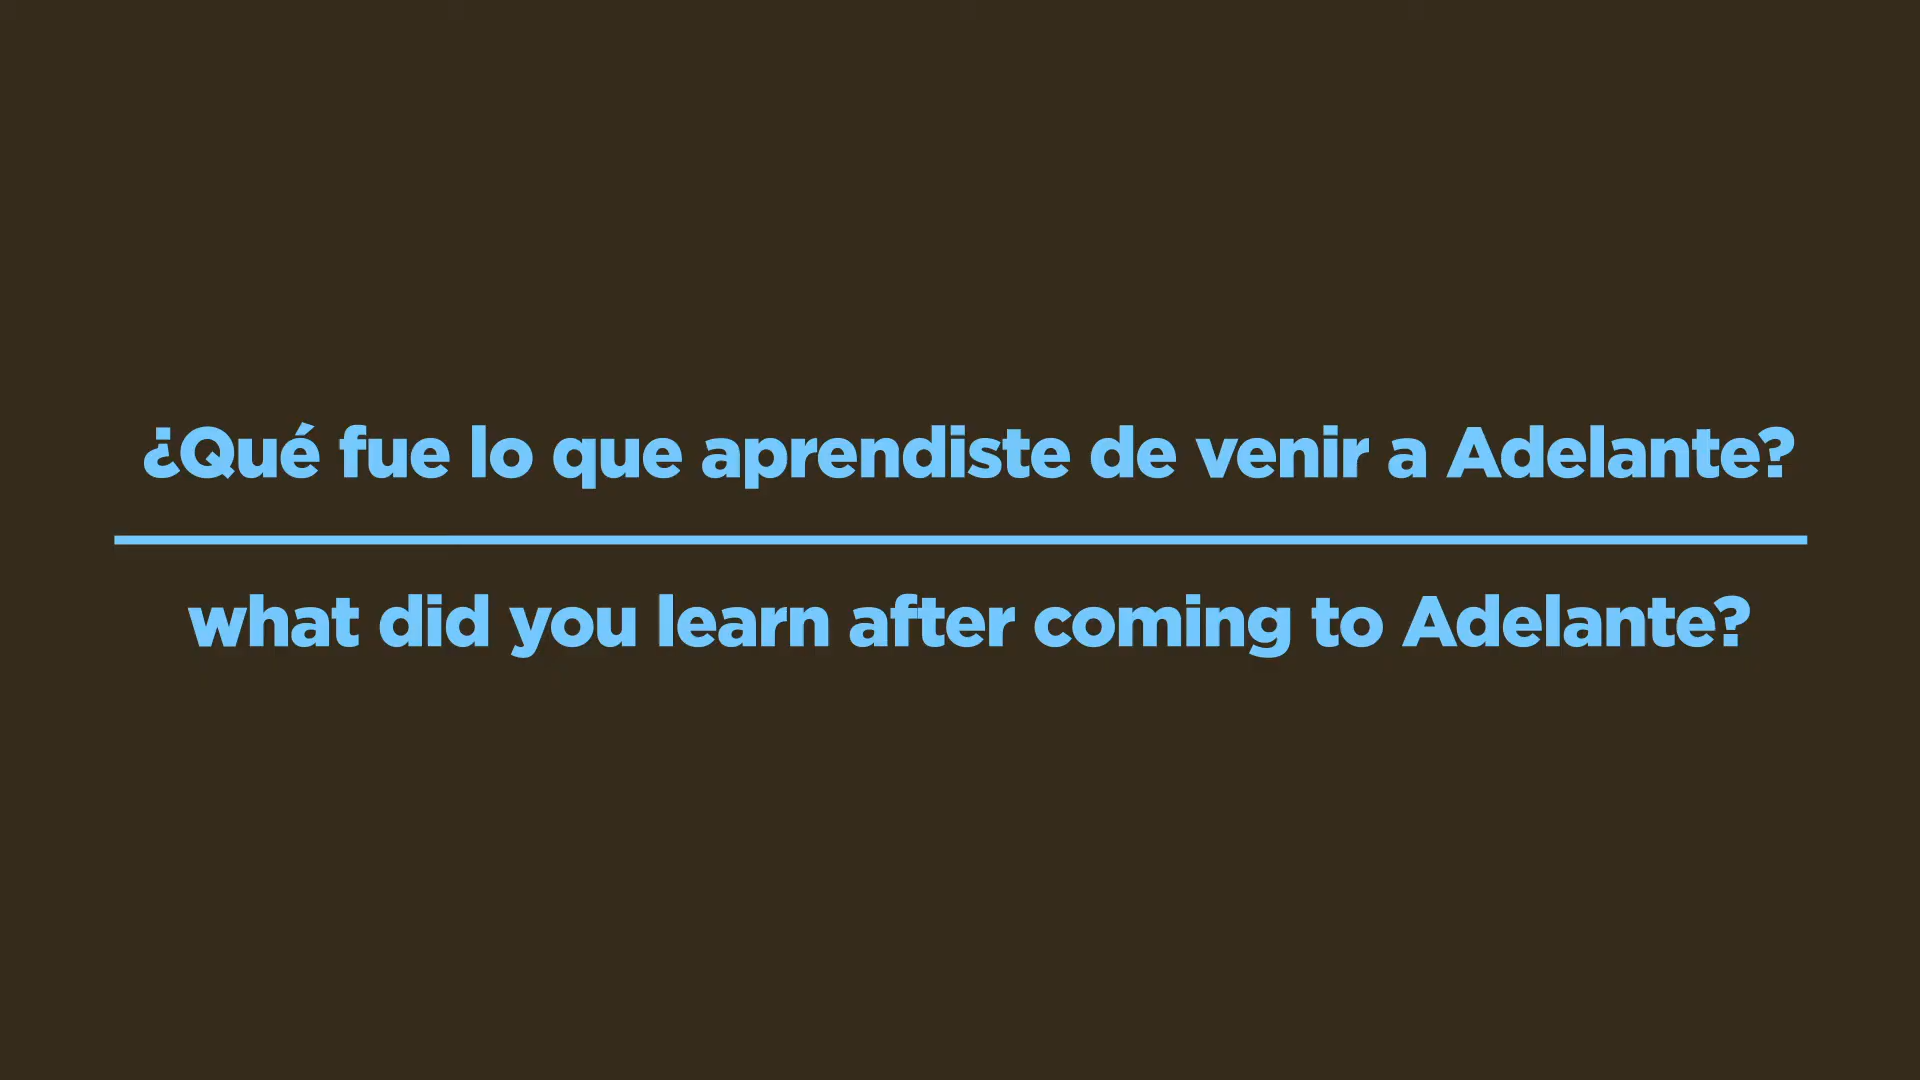 ¿Qué fue lo que aprendiste de venir a Adelante?
what did you learn after coming to Adelante?